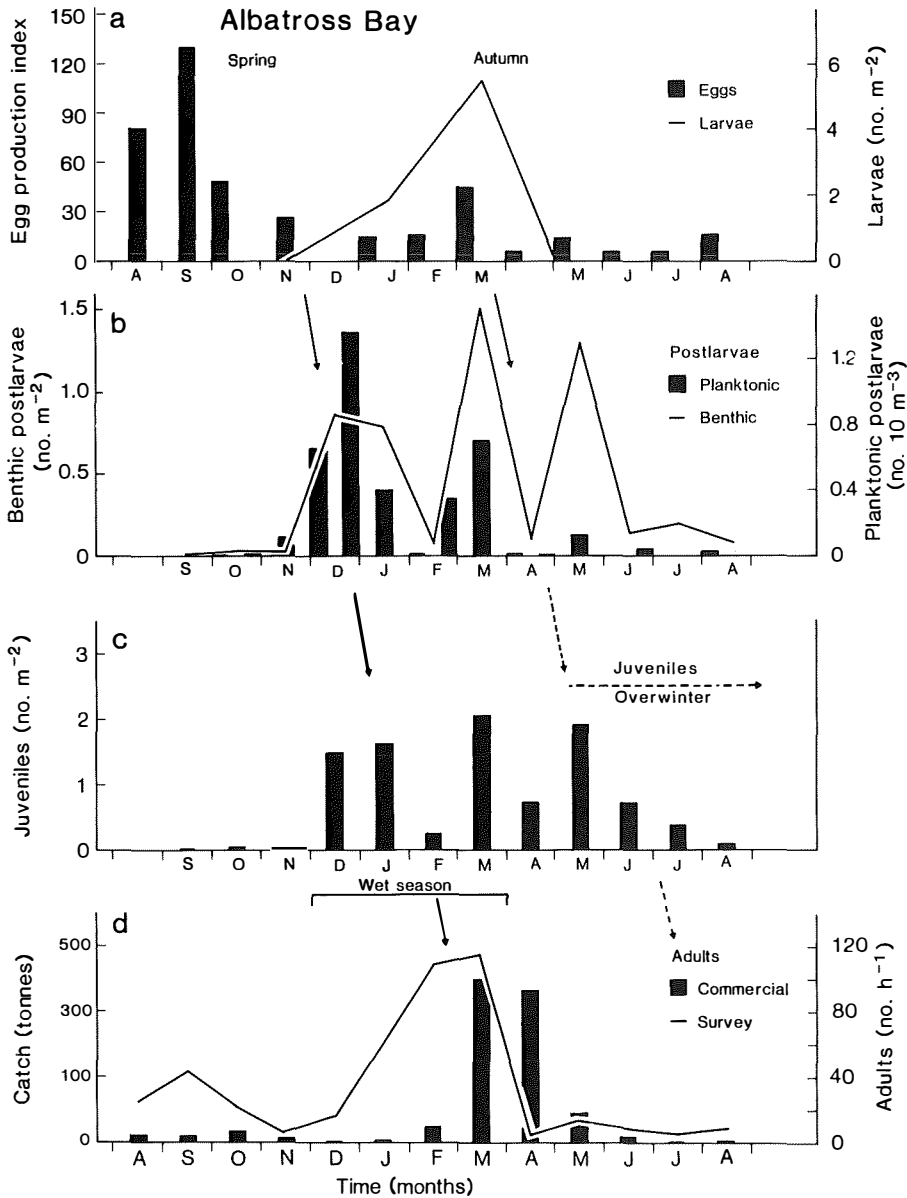 a
Albatross Bay
Egg production index
150
120
90
60
30
0
Spring
Autumn
Eggs
Larvae
6
4
2
0
Larvae (no. m⁻²)
A S O N D J F M M J J A
b
Benthic postlarvae
(no. m⁻²)
1.5
1.0
0.5
0
Postlarvae
Planktonic
Benthic
1.2
0.8
0.4
0
Planktonic postlarvae
(no. 10 m⁻³)
S O N D J F M A M J J A
c
Juveniles (no. m⁻²)
3
2
1
0
Juveniles
Overwinter
S O N D J F M A M J J A
Wet season
d
Catch (tonnes)
500
300
100
0
Adults
Commercial
Survey
120
80
40
0
Adults (no. h⁻¹)
A S O N D J F M A M J J A
Time (months)